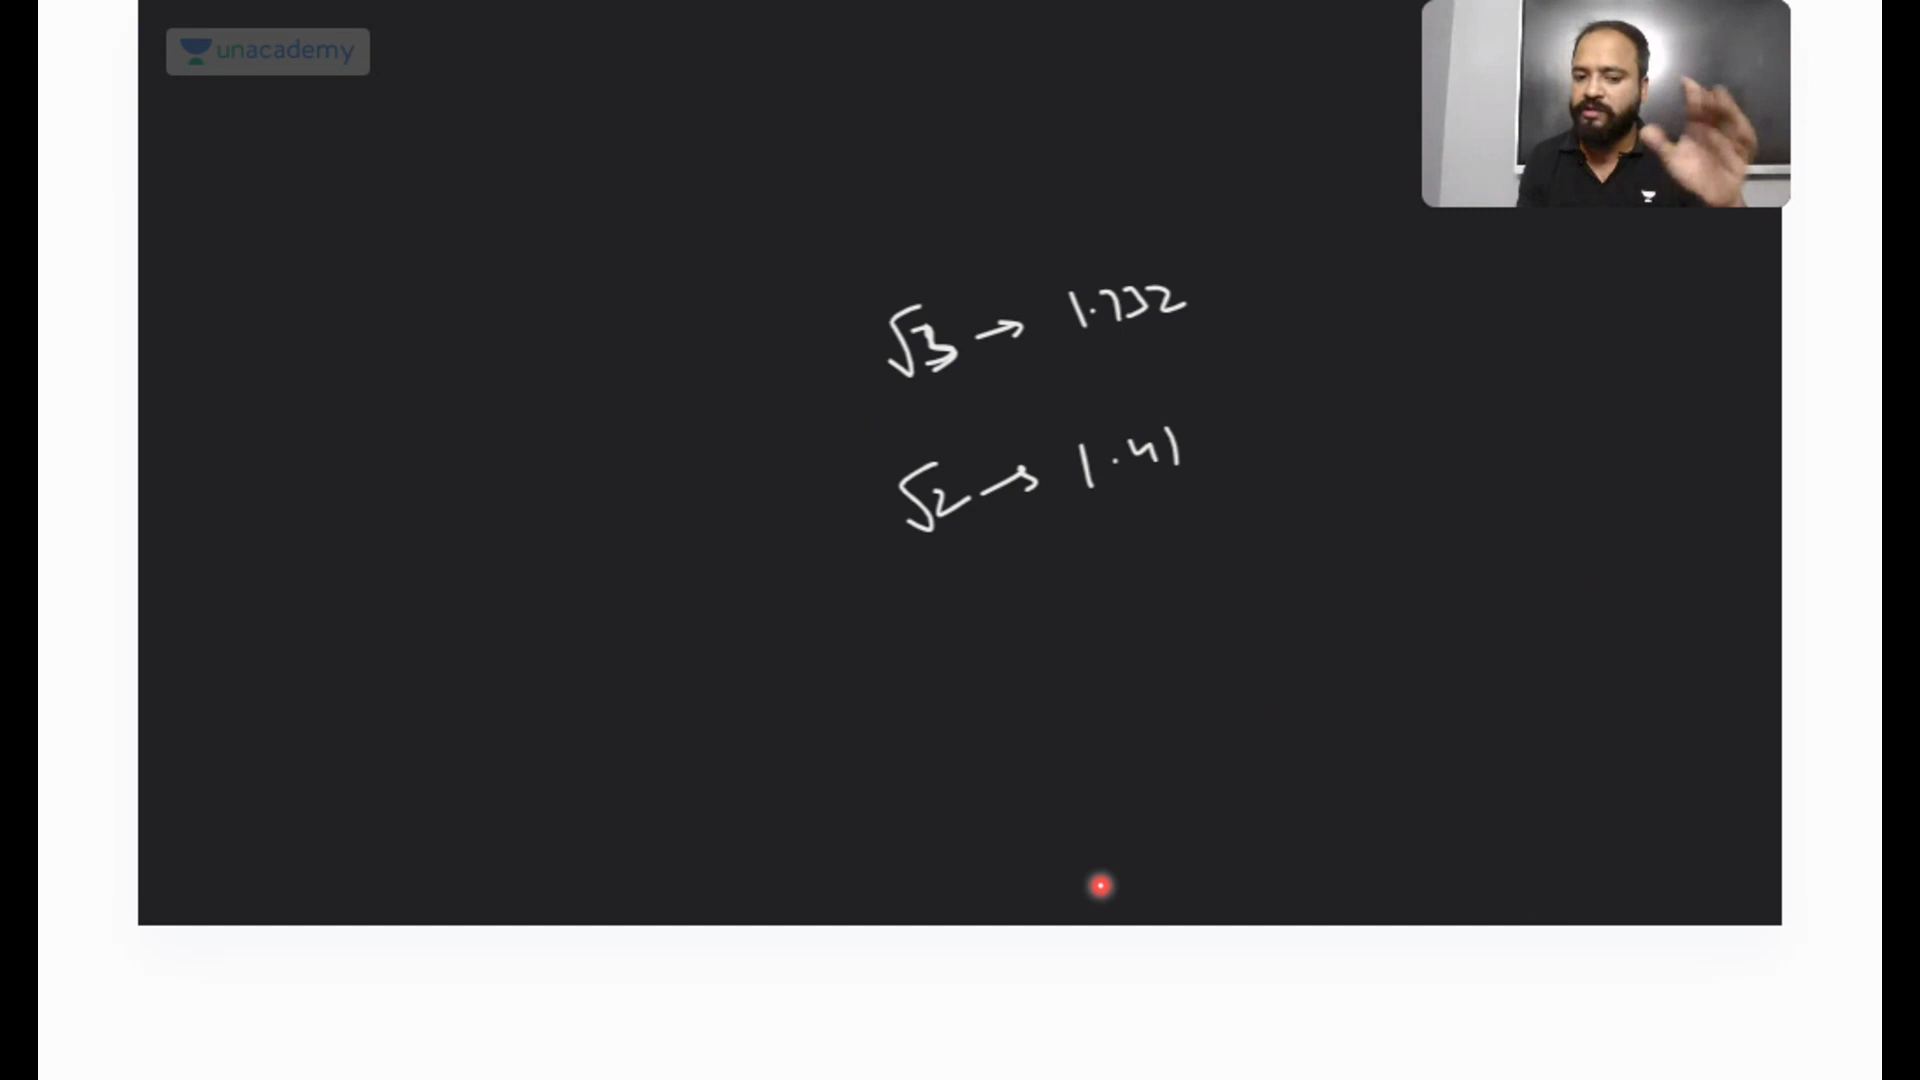 unacademy
√3 → 1.732
√2 → 1.41